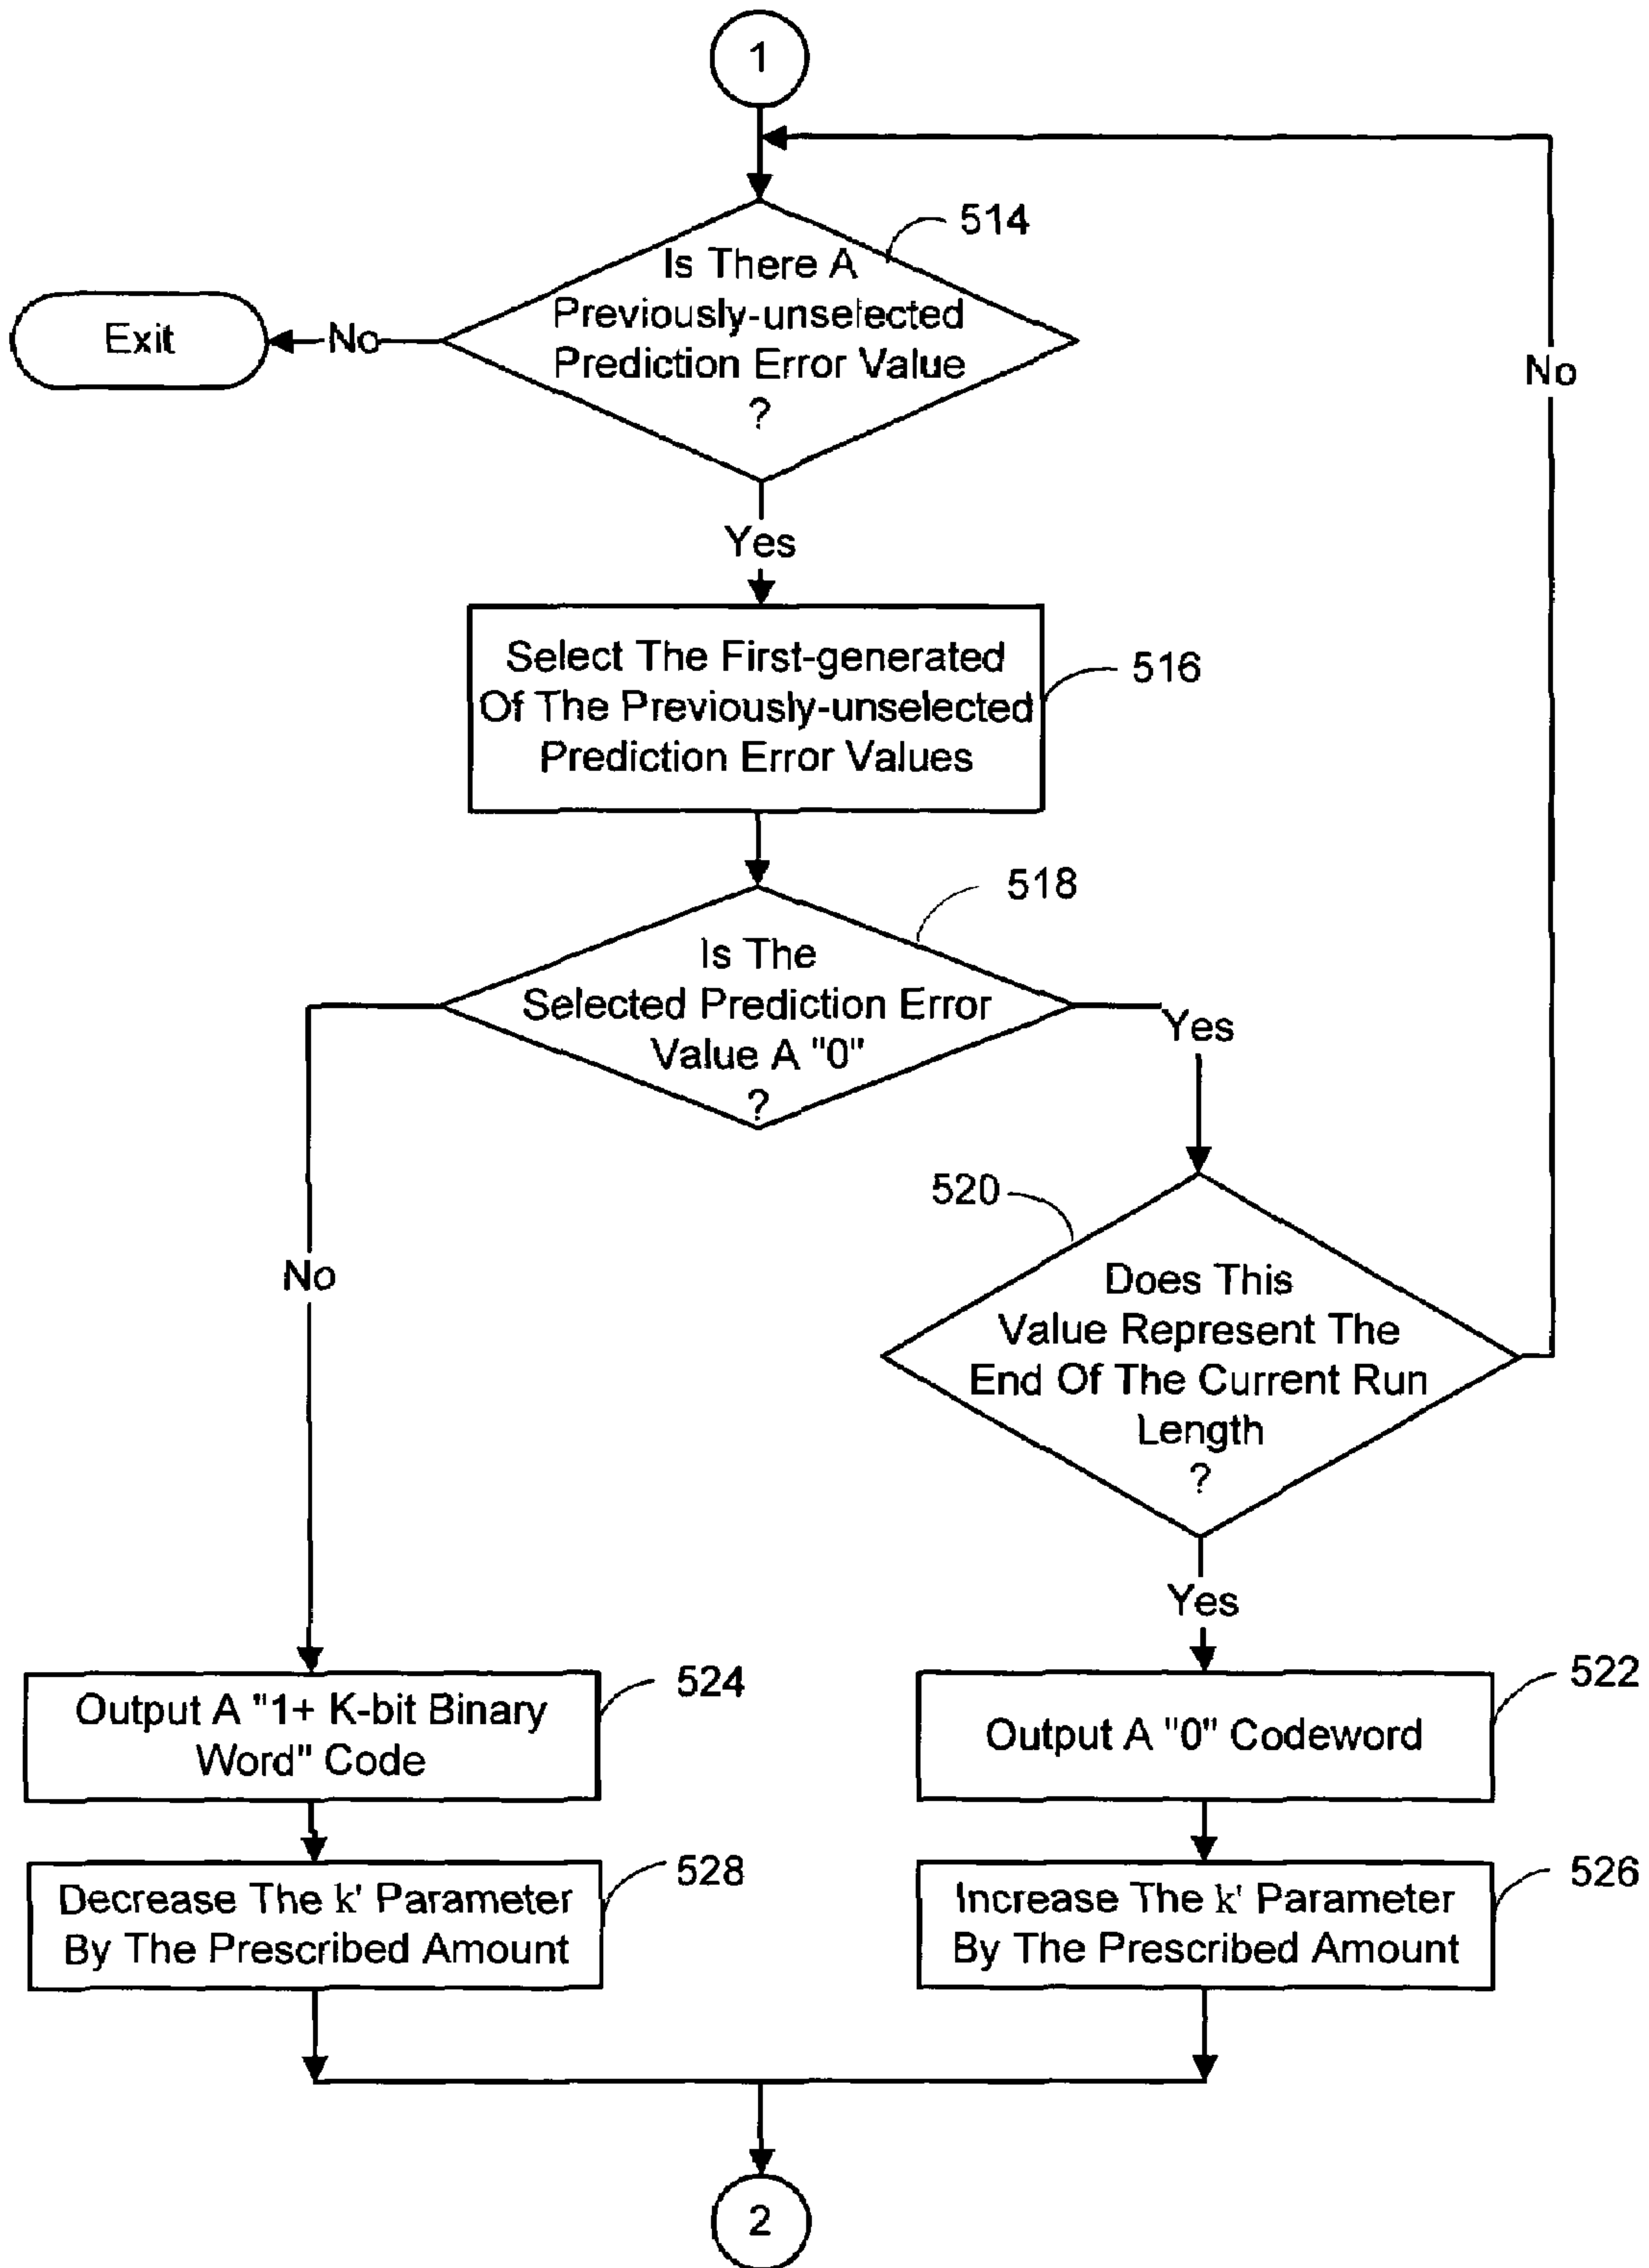 1
514
Is There A
Previously-unselected
Prediction Error Value
?
Exit
No
No
Yes
Select The First-generated
Of The Previously-unselected
Prediction Error Values
516
518
Is The
Selected Prediction Error
Value A "0"
?
Yes
520
No
Does This
Value Represent The
End Of The Current Run
Length
?
Yes
Output A "1+ K-bit Binary
Word" Code
524
Output A "0" Codeword
522
Decrease The k' Parameter
By The Prescribed Amount
528
Increase The k' Parameter
By The Prescribed Amount
526
2